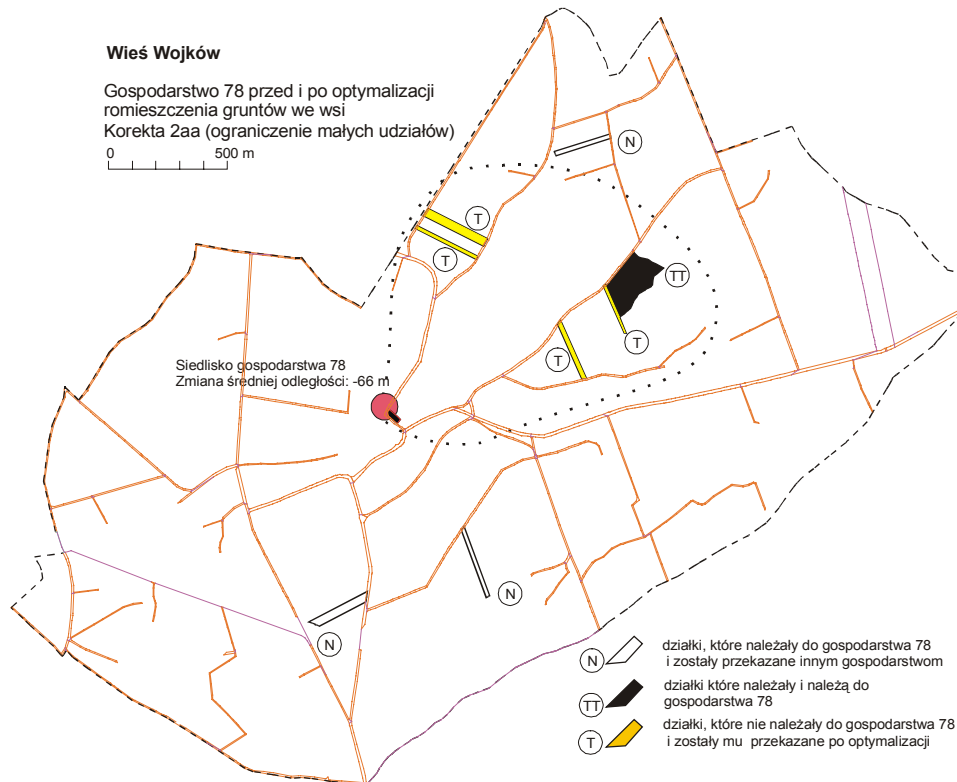 Wieś Wojków
Gospodarstwo 78 przed i po optymalizacji
romieszczenia gruntów we wsi
Korekta 2aa (ograniczenie małych udziałów)
0 500 m
N
T
T
TT
T
T
Siedlisko gospodarstwa 78
Zmiana średniej odległości: -66 m
N
N
N działki, które należały do gospodarstwa 78
i zostały przekazane innym gospodarstwom
TT działki które należały i należą do
gospodarstwa 78
T działki, które nie należały do gospodarstwa 78
i zostały mu przekazane po optymalizacji